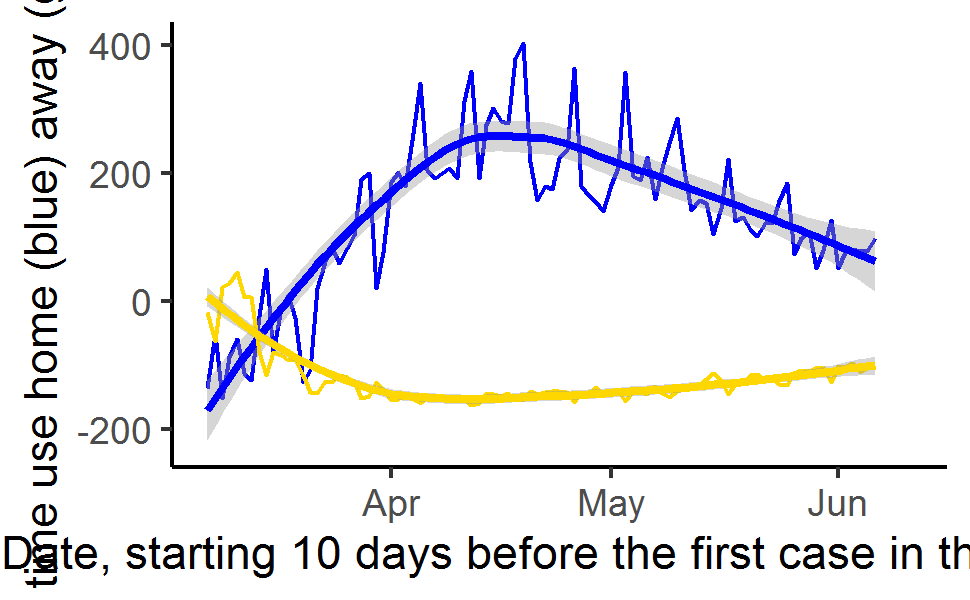 time use home (blue) away (
400
200
0
-200
Apr May Jun
Date, starting 10 days before the first case in